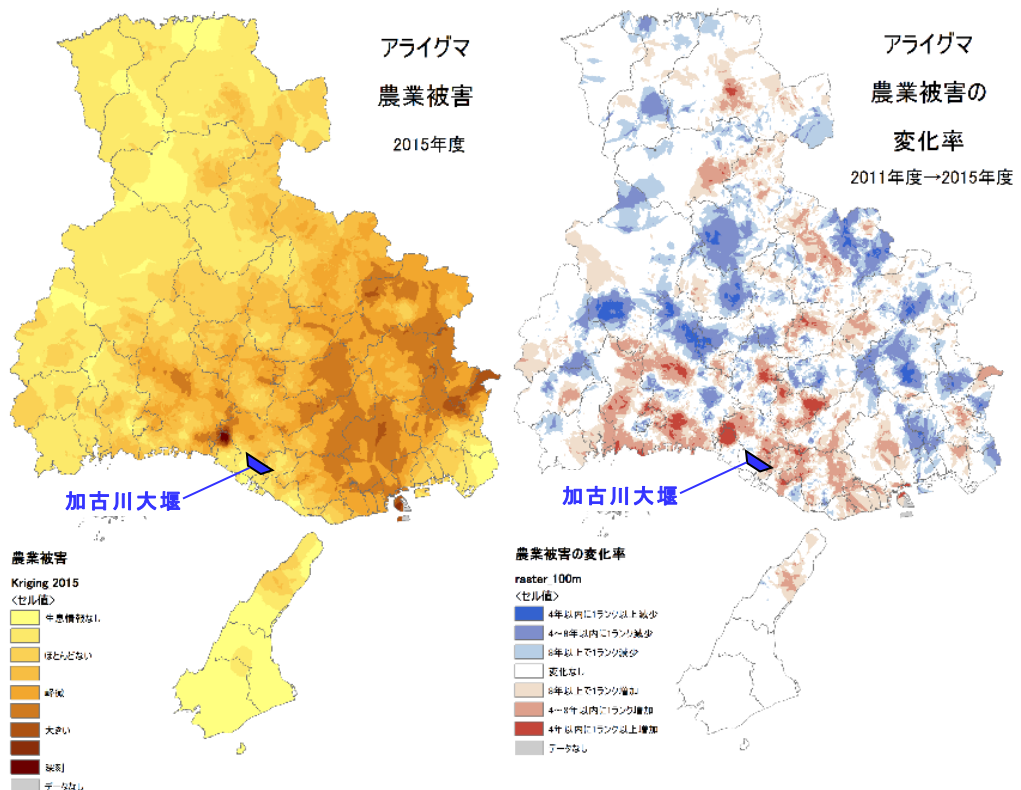 アライグマ
農業被害
2015年度
加古川大堰
農業被害
Kriging_2015
<セル値>
生息情報なし
ほとんどない
軽微
大きい
深刻
データなし
アライグマ
農業被害の
変化率
2011年度→2015年度
加古川大堰
農業被害の変化率
raster_100m
<セル値>
4年以内に1ランク以上減少
4～8年以内に1ランク減少
8年以上で1ランク減少
変化なし
8年以上で1ランク増加
4～8年以内に1ランク増加
4年以内に1ランク以上増加
データなし